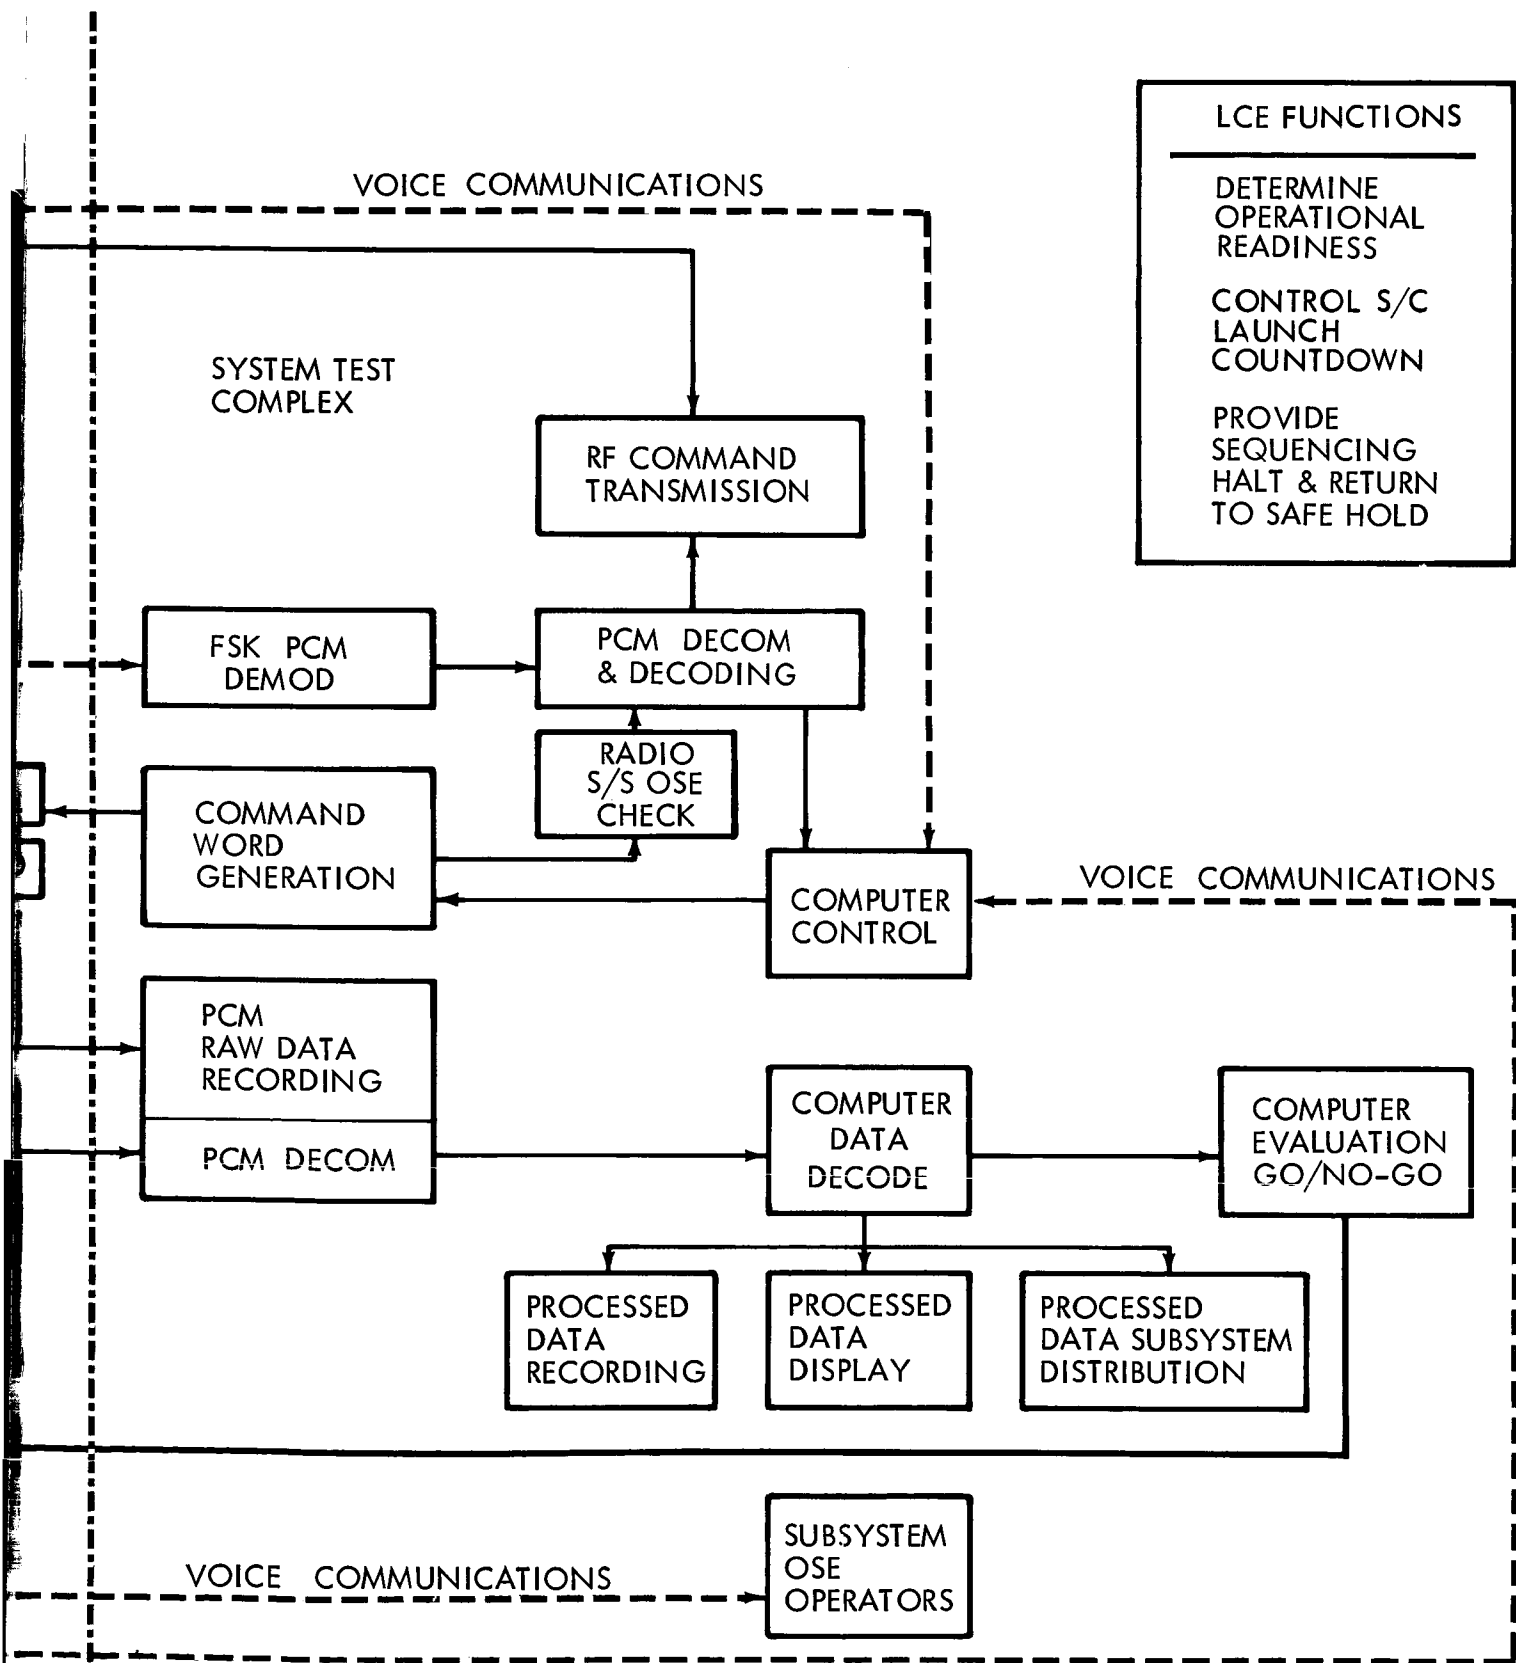 LCE FUNCTIONS
DETERMINE
OPERATIONAL
READINESS
CONTROL S/C
LAUNCH
COUNTDOWN
PROVIDE
SEQUENCING
HALT & RETURN
TO SAFE HOLD
VOICE COMMUNICATIONS
SYSTEM TEST
COMPLEX
RF COMMAND
TRANSMISSION
FSK PCM
DEMOD
PCM DECOM
& DECODING
RADIO
S/S OSE
CHECK
COMMAND
WORD
GENERATION
COMPUTER
CONTROL
VOICE COMMUNICATIONS
PCM
RAW DATA
RECORDING
PCM DECOM
COMPUTER
DATA
DECODE
COMPUTER
EVALUATION
GO/NO-GO
PROCESSED
DATA
RECORDING
PROCESSED
DATA
DISPLAY
PROCESSED
DATA SUBSYSTEM
DISTRIBUTION
VOICE COMMUNICATIONS
SUBSYSTEM
OSE
OPERATORS